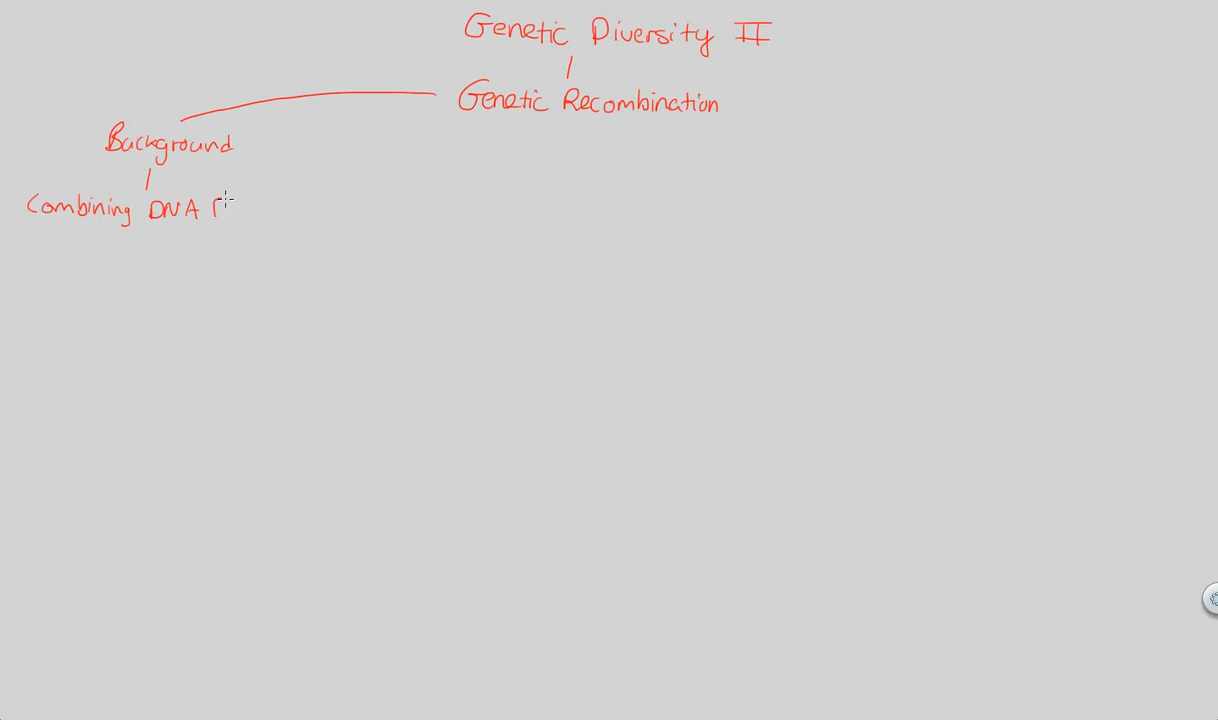 Genetic Diversity II
Genetic Recombination
Background
Combining DNA